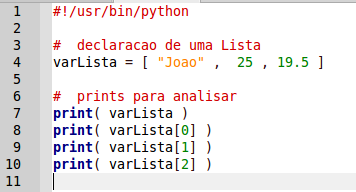 1 #!/usr/bin/python
2
3 #  declaracao de uma Lista
4 varLista = [ "Joao" ,  25 , 19.5 ]
5
6 #  prints para analisar
7 print( varLista )
8 print( varLista[0] )
9 print( varLista[1] )
10 print( varLista[2] )
11